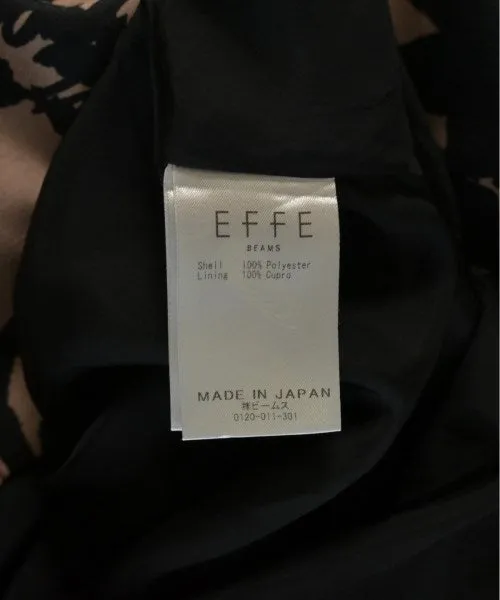 EFFE
BEAMS
Shell 100% Polyester
Lining 100% Cupro
MADE IN JAPAN
㈱ビームス
0120-011-301